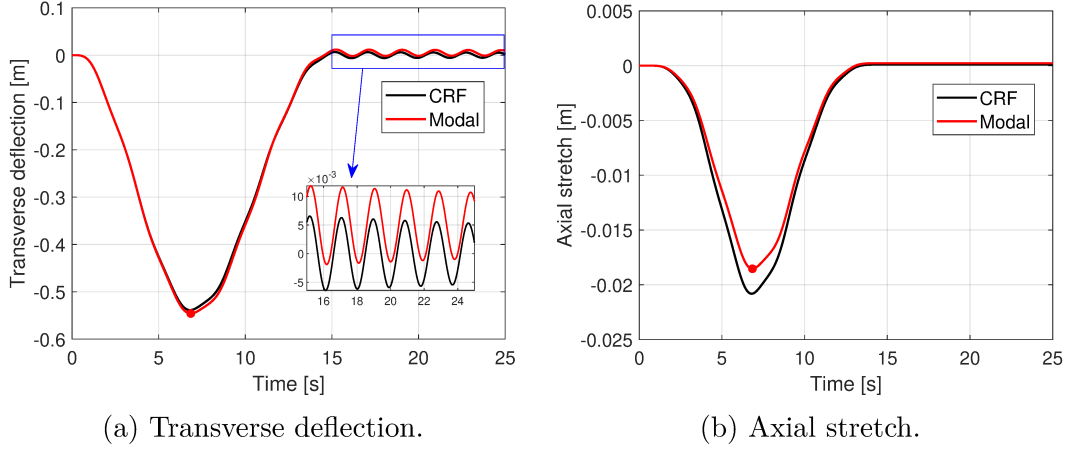 0.1
0
-0.1
-0.2
-0.3
-0.4
-0.5
-0.6
Transverse deflection [m]
0 5 10 15 20 25
Time [s]
CRF
Modal
×10⁻³
10
5
0
-5
16 18 20 22 24
(a) Transverse deflection.
0.005
0
-0.005
-0.01
-0.015
-0.02
-0.025
Axial stretch [m]
0 5 10 15 20 25
Time [s]
CRF
Modal
(b) Axial stretch.